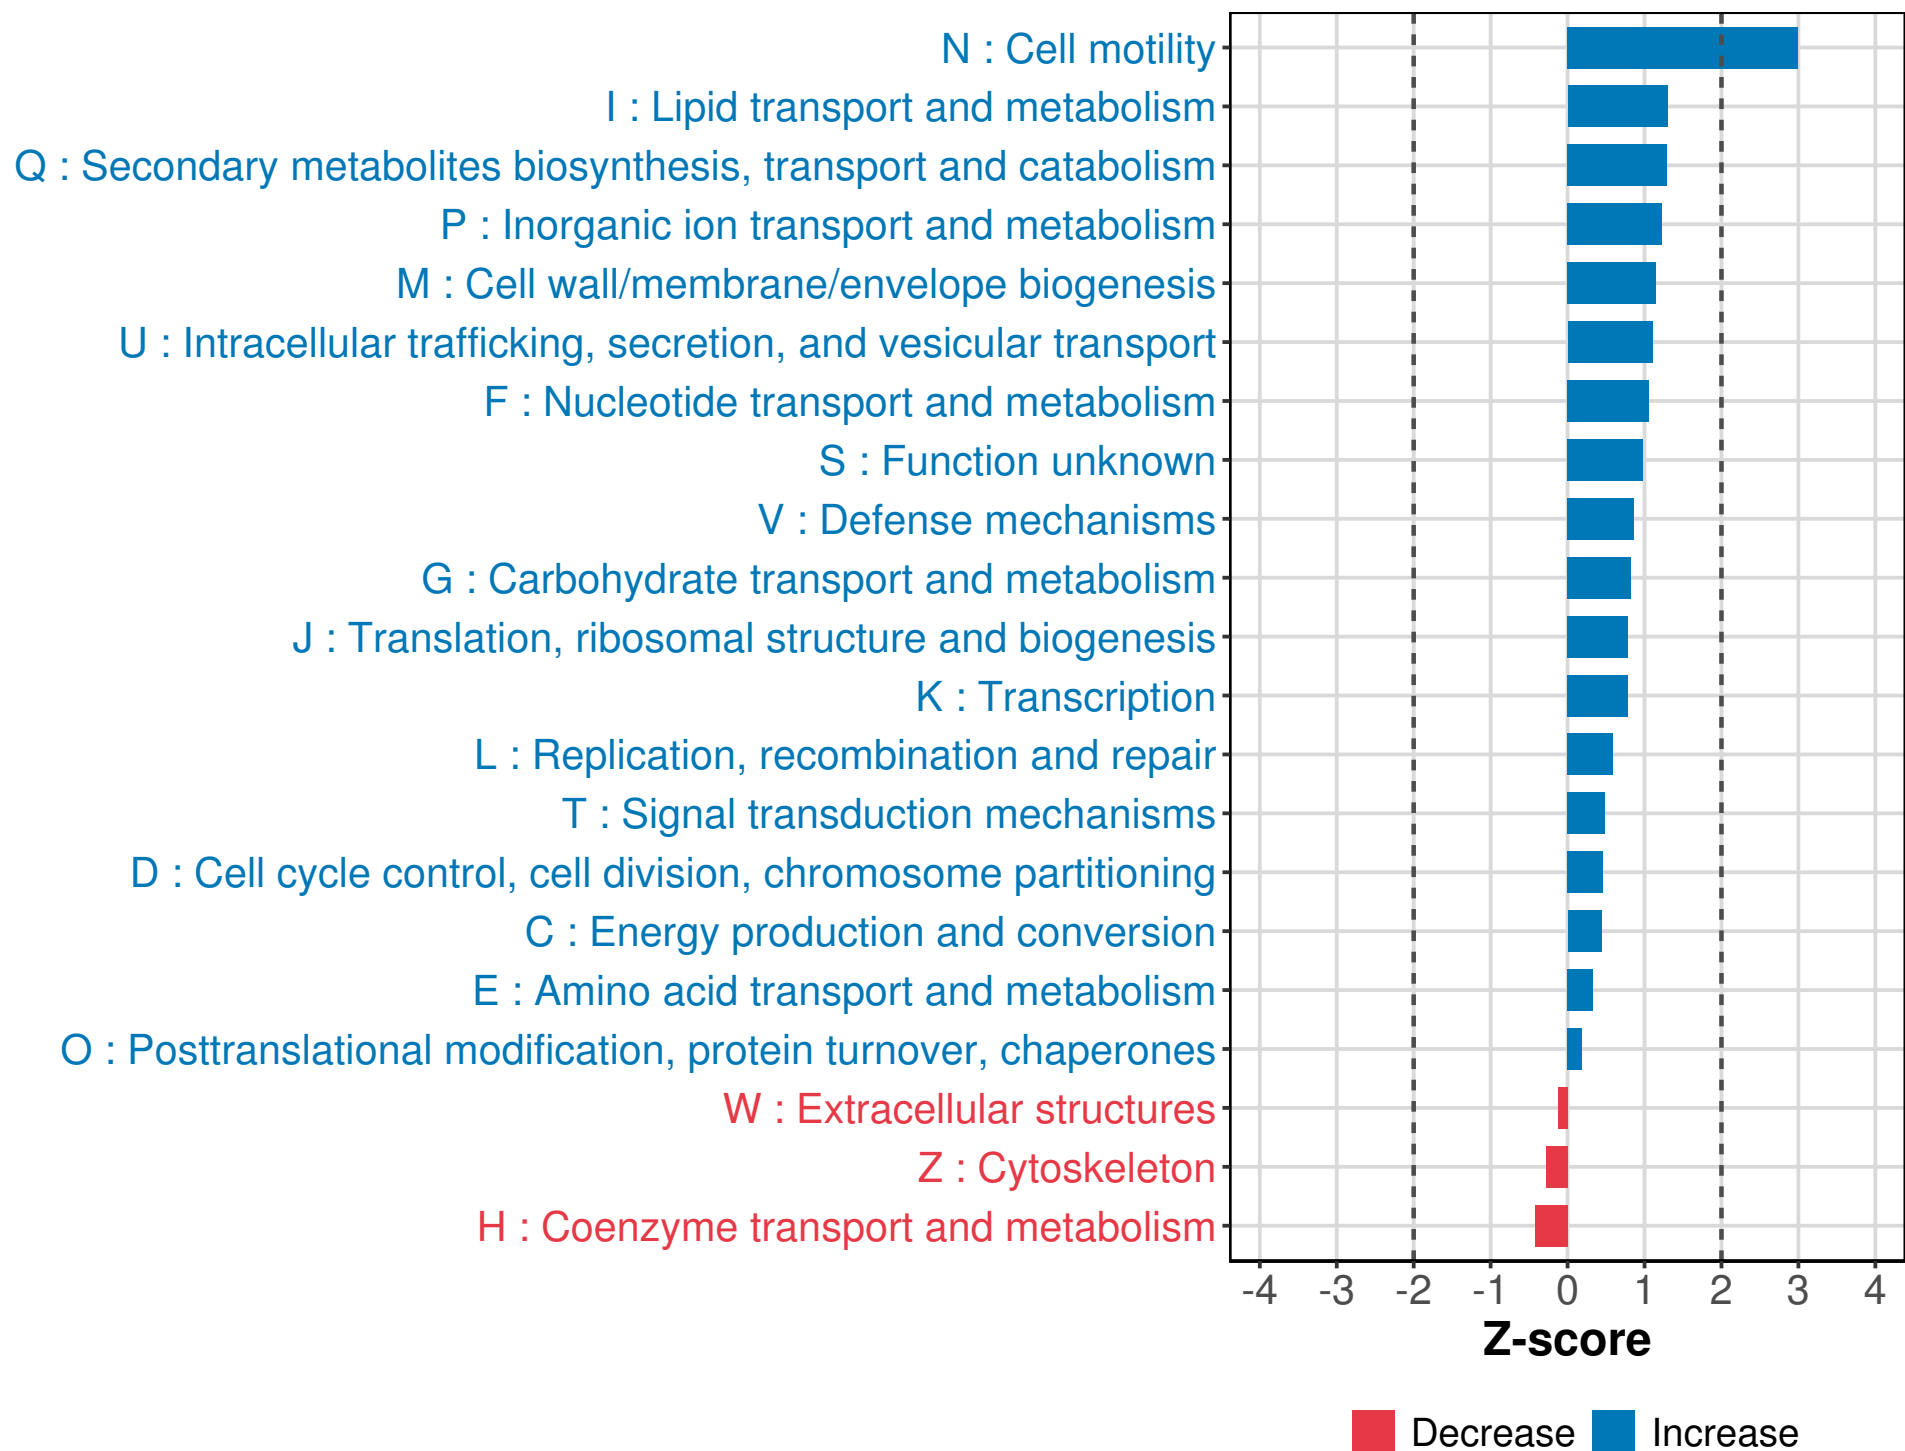 N : Cell motility
I : Lipid transport and metabolism
Q : Secondary metabolites biosynthesis, transport and catabolism
P : Inorganic ion transport and metabolism
M : Cell wall/membrane/envelope biogenesis
U : Intracellular trafficking, secretion, and vesicular transport
F : Nucleotide transport and metabolism
S : Function unknown
V : Defense mechanisms
G : Carbohydrate transport and metabolism
J : Translation, ribosomal structure and biogenesis
K : Transcription
L : Replication, recombination and repair
T : Signal transduction mechanisms
D : Cell cycle control, cell division, chromosome partitioning
C : Energy production and conversion
E : Amino acid transport and metabolism
O : Posttranslational modification, protein turnover, chaperones
W : Extracellular structures
Z : Cytoskeleton
H : Coenzyme transport and metabolism
-4 -3 -2 -1 0 1 2 3 4
Z-score
Decrease Increase